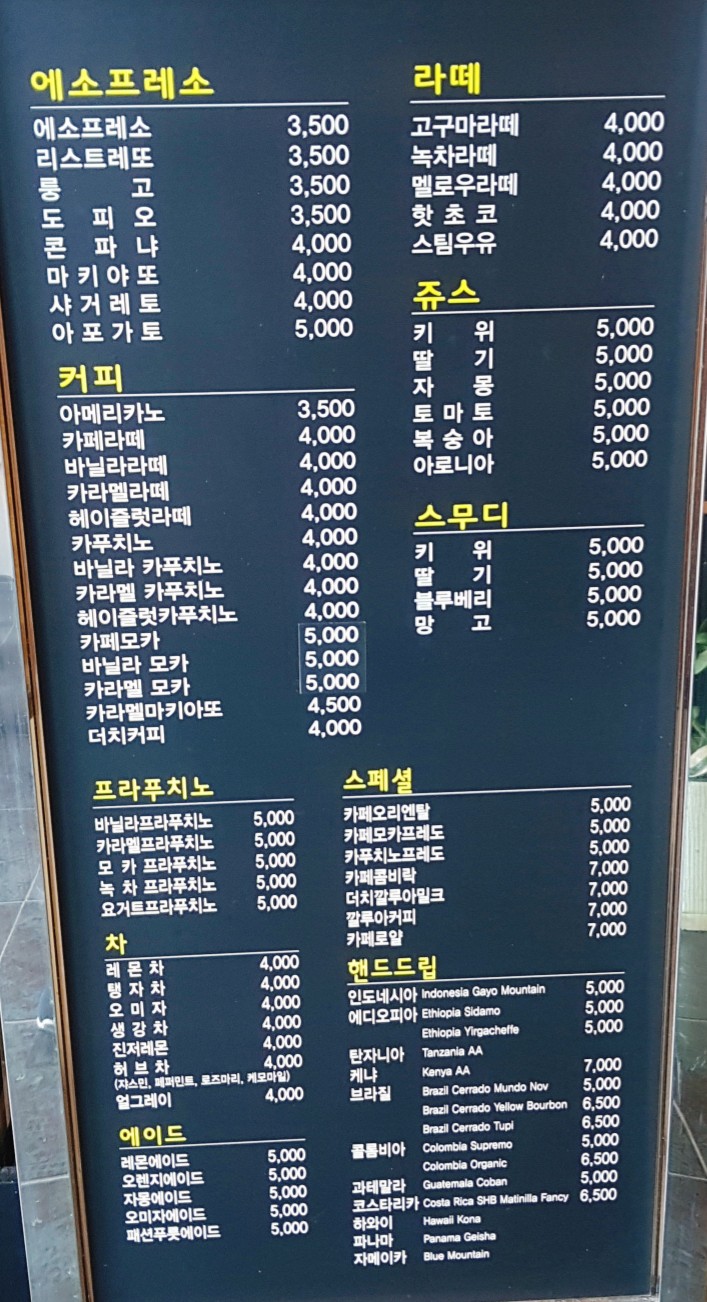 에소프레소
에소프레소 3,500
리스트레또 3,500
룽 고 3,500
도 피 오 3,500
콘 파 냐 4,000
마 키 야 또 4,000
샤 거 레 토 4,000
아 포 가 토 5,000
커피
아메리카노 3,500
카페라떼 4,000
바닐라라떼 4,000
카라멜라떼 4,000
헤이즐럿라떼 4,000
카푸치노 4,000
바닐라 카푸치노 4,000
카라멜 카푸치노 4,000
헤이즐럿카푸치노 4,000
카페모카 5,000
바닐라 모카 5,000
카라멜 모카 5,000
카라멜마키아또 4,500
더치커피 4,000
라떼
고구마라떼 4,000
녹차라떼 4,000
멜로우라떼 4,000
핫 초 코 4,000
스팀우유 4,000
쥬스
키 위 5,000
딸 기 5,000
자 몽 5,000
토 마 토 5,000
복 숭 아 5,000
아로니아 5,000
스무디
키 위 5,000
딸 기 5,000
블루베리 5,000
망 고 5,000
프라푸치노
바닐라프라푸치노 5,000
카라멜프라푸치노 5,000
모 카 프라푸치노 5,000
녹 차 프라푸치노 5,000
요거트프라푸치노 5,000
차
레 몬 차 4,000
탱 자 차 4,000
오 미 자 4,000
생 강 차 4,000
진저레몬 4,000
허 브 차 4,000
(쟈스민, 페퍼민트, 로즈마리, 케모마일)
얼그레이 4,000
에이드
레몬에이드 5,000
오렌지에이드 5,000
자몽에이드 5,000
오미자에이드 5,000
패션푸룻에이드 5,000
스페셜
카페오리엔탈 5,000
카페모카프레도 5,000
카푸치노프레도 5,000
카페콤비락 7,000
더치깔루아밀크 7,000
깔루아커피 7,000
카페로얄 7,000
핸드드립
인도네시아 Indonesia Gayo Mountain 5,000
에디오피아 Ethiopia Sidamo 5,000
Ethiopia Yirgacheffe 5,000
탄자니아 Tanzania AA
케냐 Kenya AA 7,000
브라질 Brazil Cerrado Mundo Nov 5,000
Brazil Cerrado Yellow Bourbon 6,500
Brazil Cerrado Tupi 6,500
콜롬비아 Colombia Supremo 5,000
Colombia Organic 6,500
과테말라 Guatemala Coban 5,000
코스타리카 Costa Rica SHB Matinilla Fancy 6,500
하와이 Hawaii Kona
파나마 Panama Geisha
자메이카 Blue Mountain